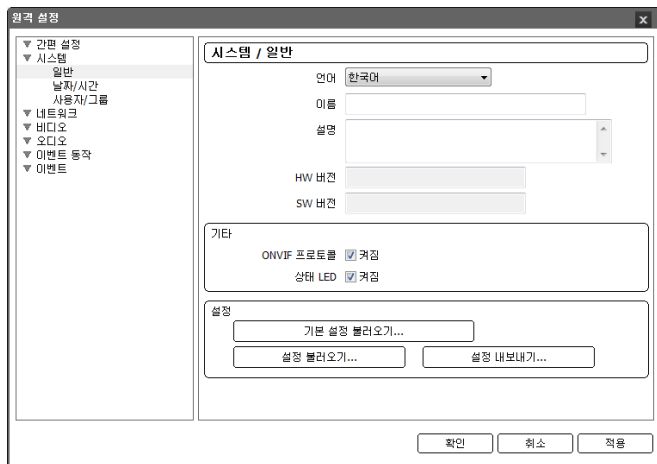 원격 설정
간편 설정
시스템
일반
날짜/시간
사용자/그룹
네트워크
비디오
오디오
이벤트 동작
이벤트
시스템 / 일반
언어 한국어
이름
설명
HW 버전
SW 버전
기타
ONVIF 프로토콜 켜짐
상태 LED 켜짐
설정
기본 설정 불러오기...
설정 불러오기... 설정 내보내기...
확인 취소 적용